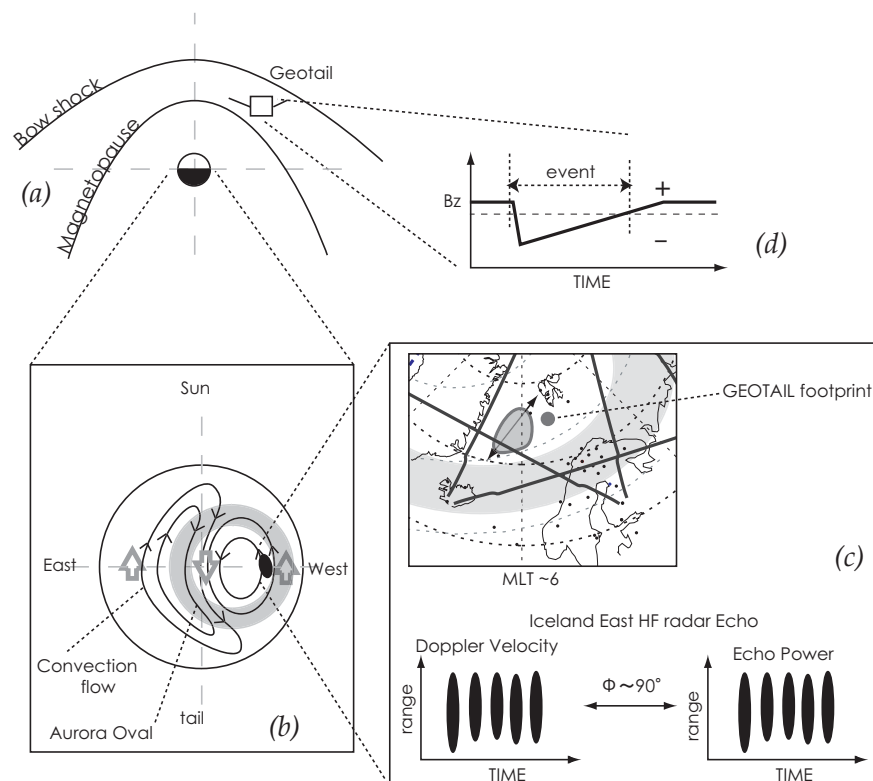 Geotail
Bow shock
Magnetopause
(a)
event
Bz
+
−
TIME
(d)
Sun
East
West
Convection
flow
Aurora Oval
tail
(b)
GEOTAIL footprint
MLT ~6
(c)
Iceland East HF radar Echo
Doppler Velocity
Echo Power
range
TIME
Φ~90°
range
TIME